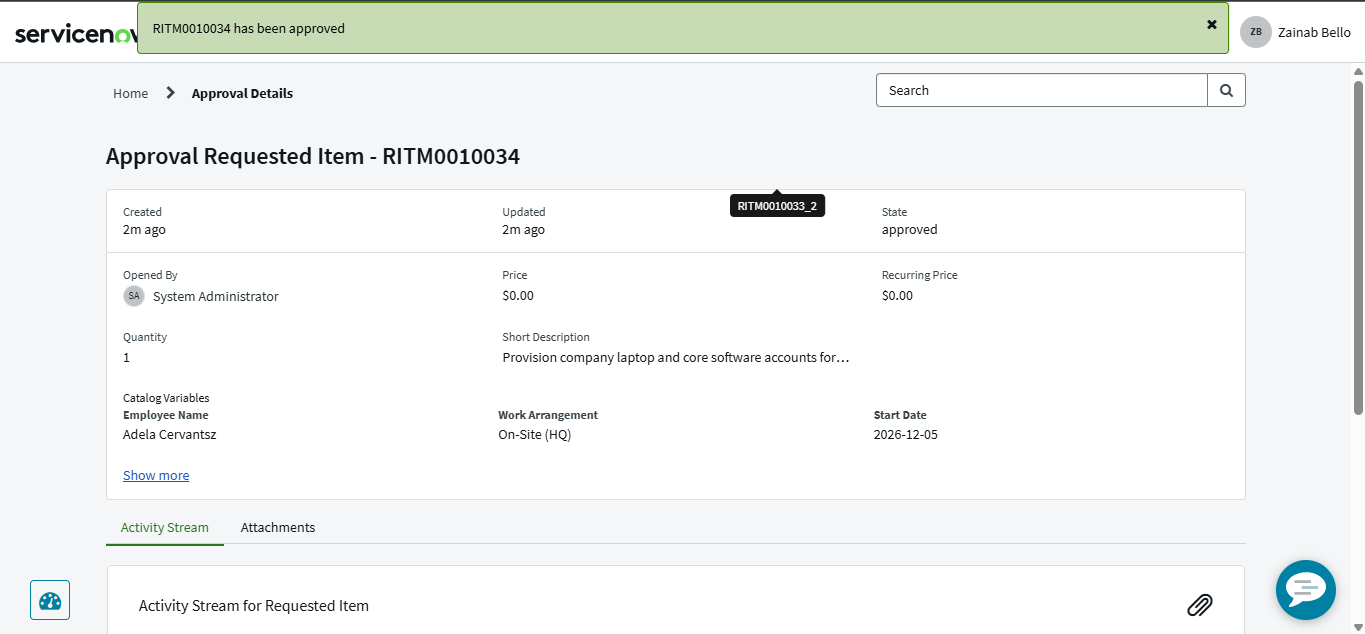 RITM0010034 has been approved
servicenow
ZB
Zainab Bello
Home
Approval Details
Search
Approval Requested Item - RITM0010034
RITM0010033_2
Created
2m ago
Updated
2m ago
State
approved
Opened By
SA
System Administrator
Price
$0.00
Recurring Price
$0.00
Quantity
1
Short Description
Provision company laptop and core software accounts for…
Catalog Variables
Employee Name
Adela Cervantsz
Work Arrangement
On-Site (HQ)
Start Date
2026-12-05
Show more
Activity Stream
Attachments
Activity Stream for Requested Item